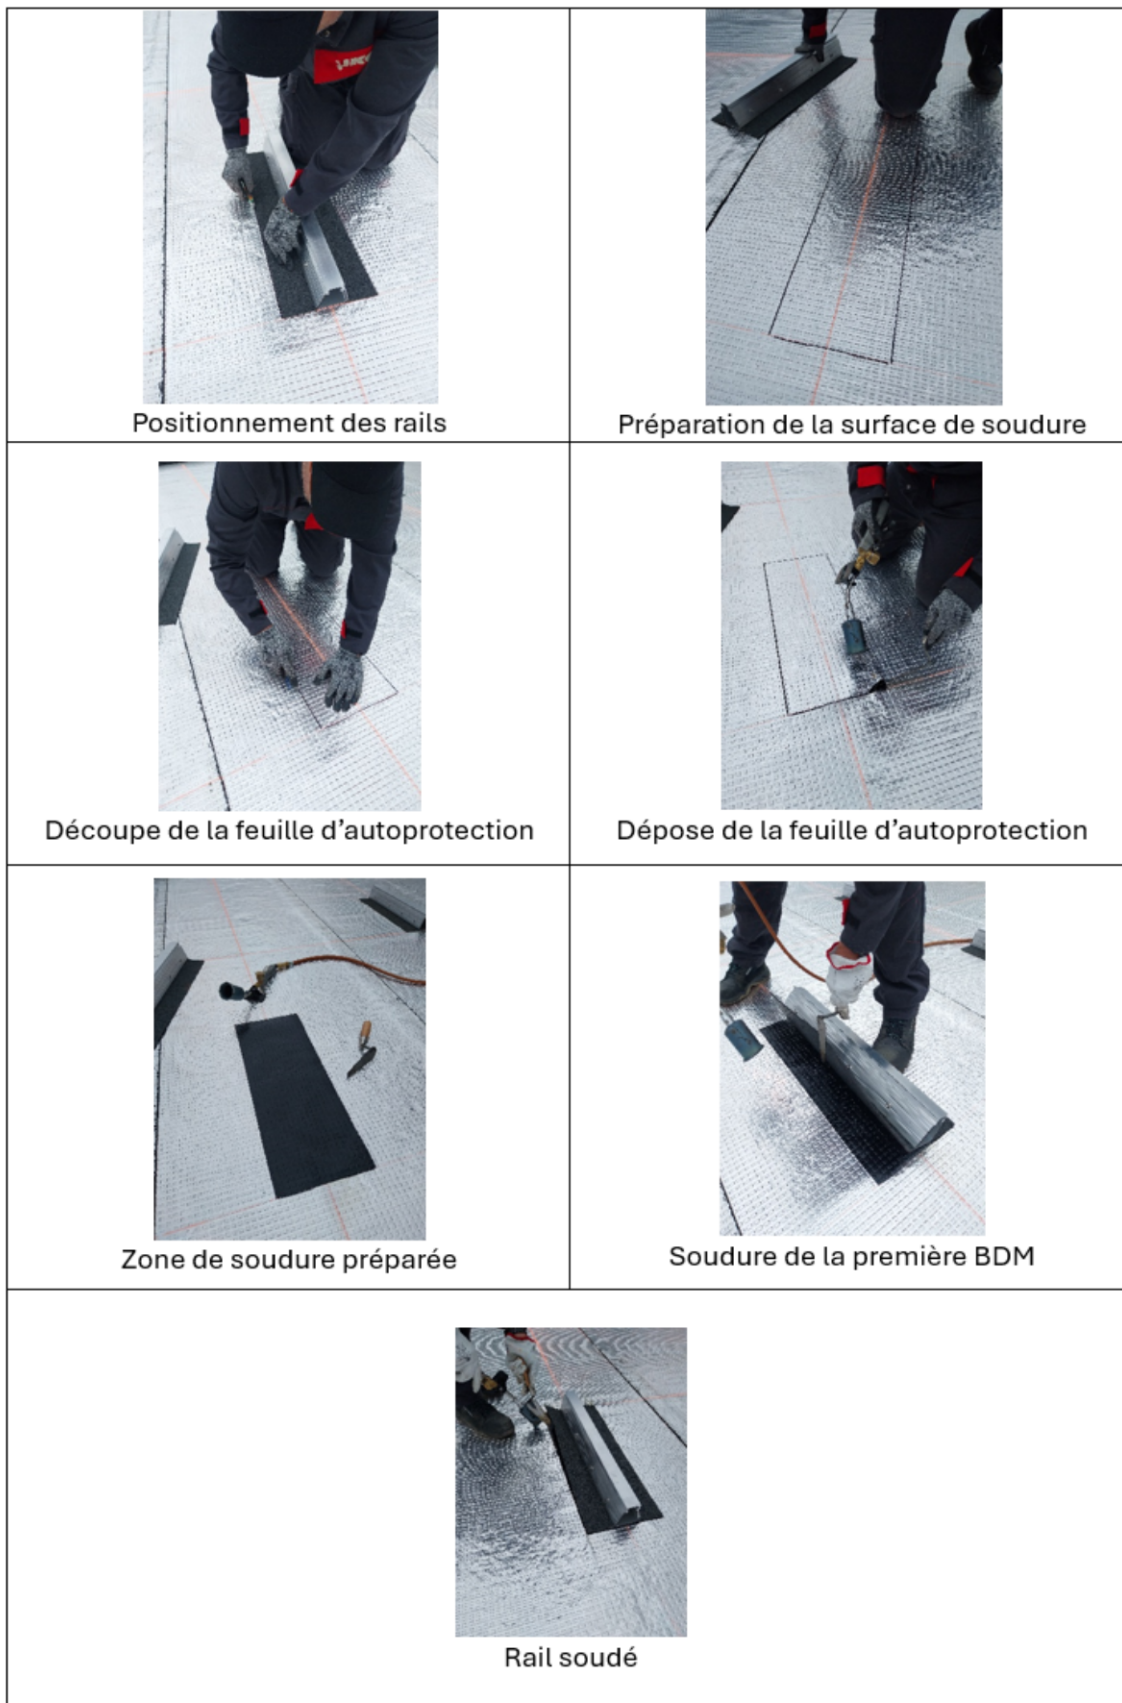 Positionnement des rails
Préparation de la surface de soudure
Découpe de la feuille d’autoprotection
Dépose de la feuille d’autoprotection
Zone de soudure préparée
Soudure de la première BDM
Rail soudé